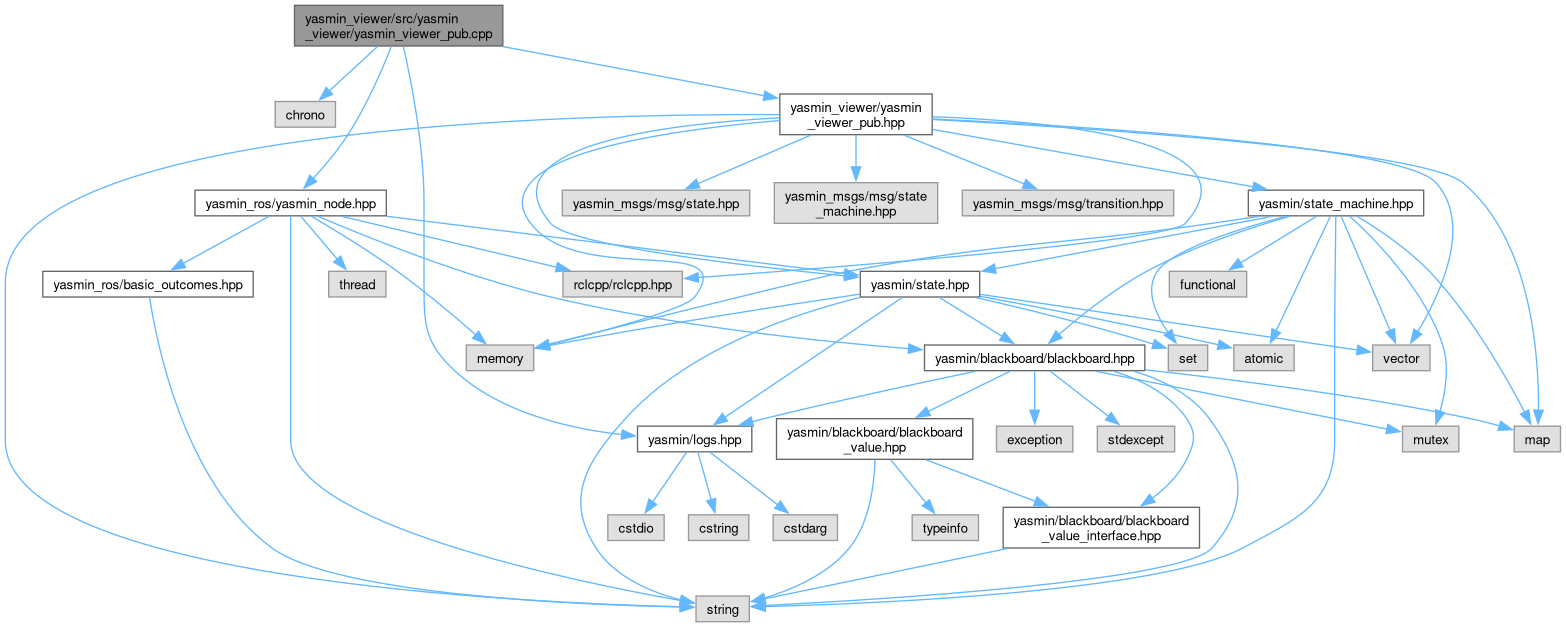 yasmin_viewer/src/yasmin
_viewer/yasmin_viewer_pub.cpp
chrono
yasmin_viewer/yasmin
_viewer_pub.hpp
yasmin_ros/yasmin_node.hpp
yasmin_msgs/msg/state.hpp
yasmin_msgs/msg/state
_machine.hpp
yasmin_msgs/msg/transition.hpp
yasmin/state_machine.hpp
yasmin_ros/basic_outcomes.hpp
thread
rclcpp/rclcpp.hpp
yasmin/state.hpp
functional
memory
yasmin/blackboard/blackboard.hpp
set
atomic
vector
yasmin/logs.hpp
yasmin/blackboard/blackboard
_value.hpp
exception
stdexcept
mutex
map
cstdio
cstring
cstdarg
typeinfo
yasmin/blackboard/blackboard
_value_interface.hpp
string